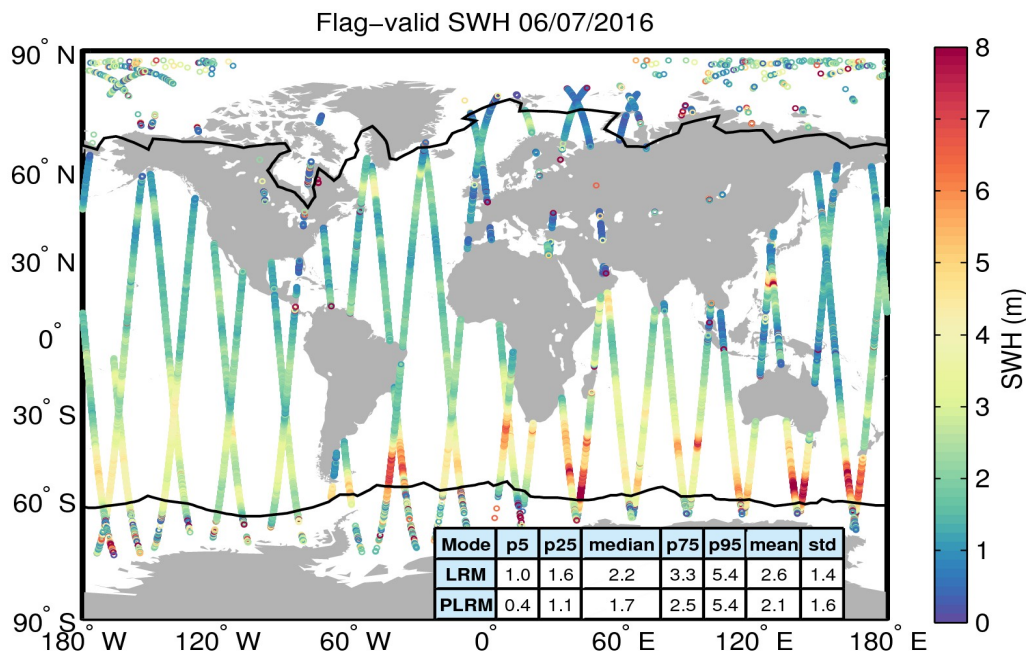 Flag−valid SWH 06/07/2016
90° N
60° N
30° N
0°
30° S
60° S
90° S
180° W
120° W
60° W
0°
60° E
120° E
180° E
8
7
6
5
4
3
2
1
0
SWH (m)
Mode p5 p25 median p75 p95 mean std
LRM 1.0 1.6 2.2 3.3 5.4 2.6 1.4
PLRM 0.4 1.1 1.7 2.5 5.4 2.1 1.6